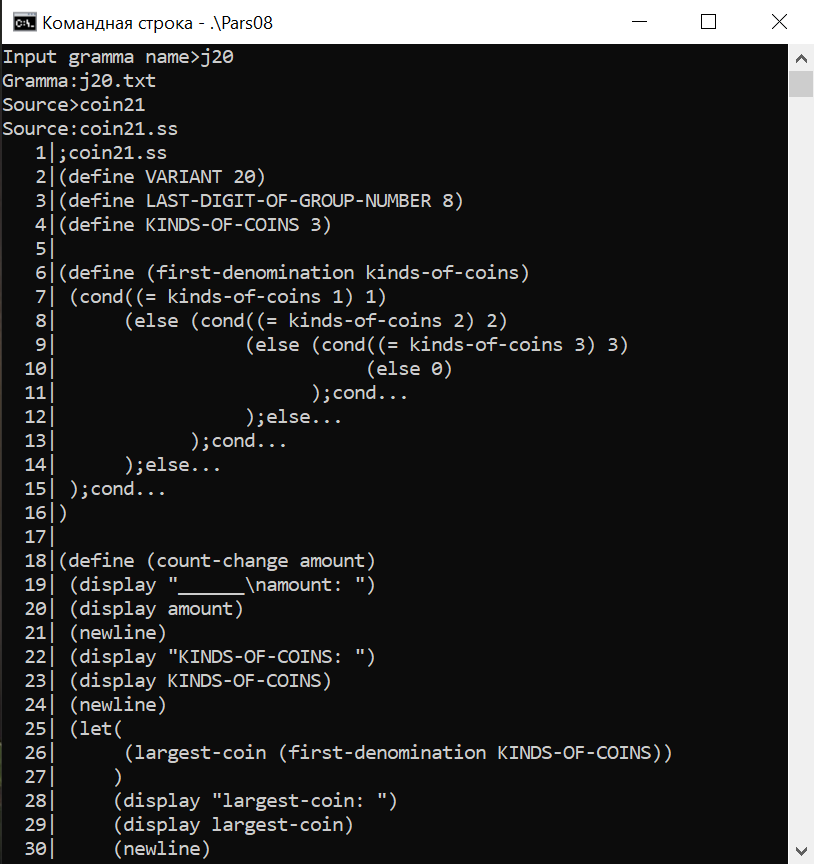 Командная строка - .\Pars08
Input gramma name>j20
Gramma:j20.txt
Source>coin21
Source:coin21.ss
   1|;coin21.ss
   2|(define VARIANT 20)
   3|(define LAST-DIGIT-OF-GROUP-NUMBER 8)
   4|(define KINDS-OF-COINS 3)
   5|
   6|(define (first-denomination kinds-of-coins)
   7| (cond((= kinds-of-coins 1) 1)
   8|      (else (cond((= kinds-of-coins 2) 2)
   9|                 (else (cond((= kinds-of-coins 3) 3)
  10|                            (else 0)
  11|                       );cond...
  12|                 );else...
  13|            );cond...
  14|      );else...
  15| );cond...
  16|)
  17|
  18|(define (count-change amount)
  19| (display "______\namount: ")
  20| (display amount)
  21| (newline)
  22| (display "KINDS-OF-COINS: ")
  23| (display KINDS-OF-COINS)
  24| (newline)
  25| (let(
  26|      (largest-coin (first-denomination KINDS-OF-COINS))
  27|     )
  28|     (display "largest-coin: ")
  29|     (display largest-coin)
  30|     (newline)